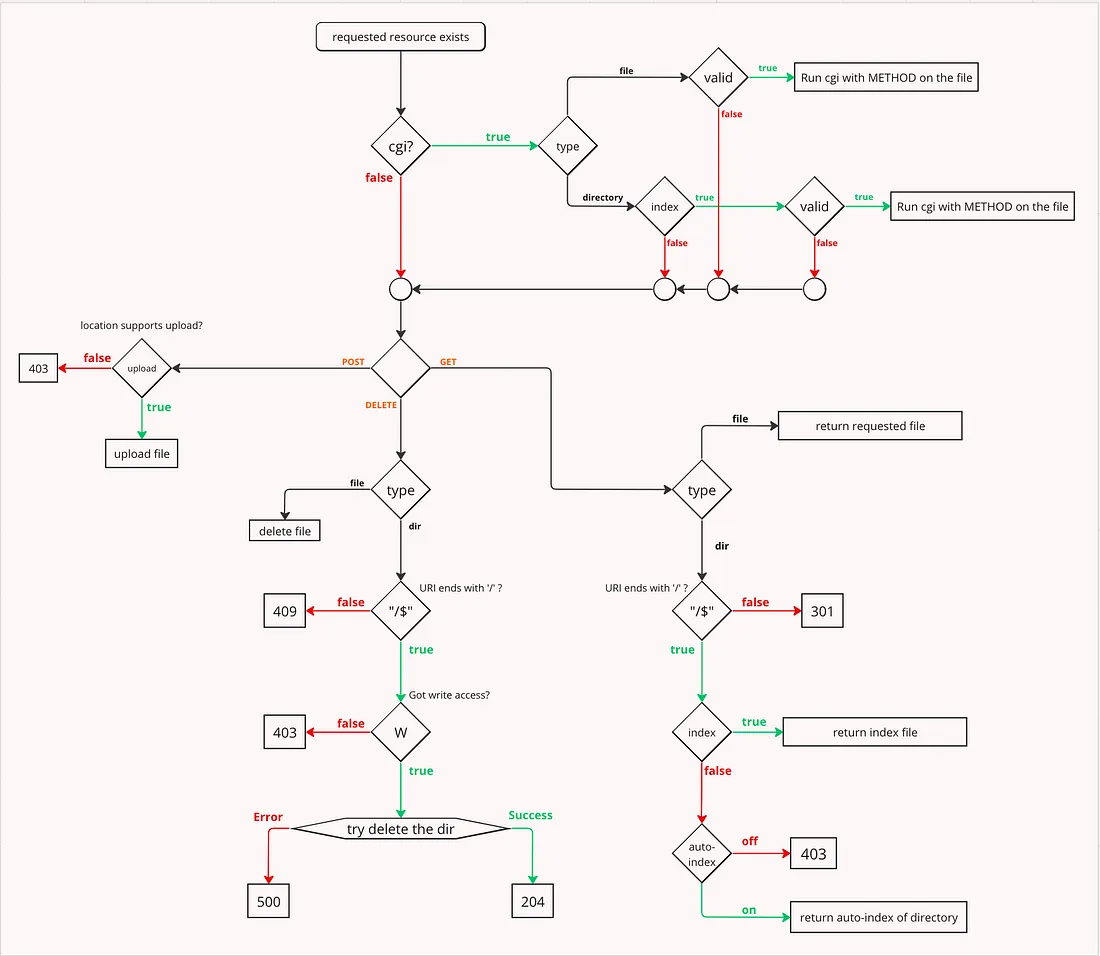 requested resource exists
file
valid
true
Run cgi with METHOD on the file
false
cgi?
true
type
false
directory
index
true
valid
true
Run cgi with METHOD on the file
false
false
location supports upload?
403
false
upload
POST
GET
true
DELETE
upload file
file
return requested file
file
type
type
dir
delete file
dir
URI ends with '/' ?
URI ends with '/' ?
409
false
"/$"
"/$"
false
301
true
true
Got write access?
403
false
W
index
true
return index file
true
false
Error
try delete the dir
Success
auto-
index
off
403
500
204
on
return auto-index of directory